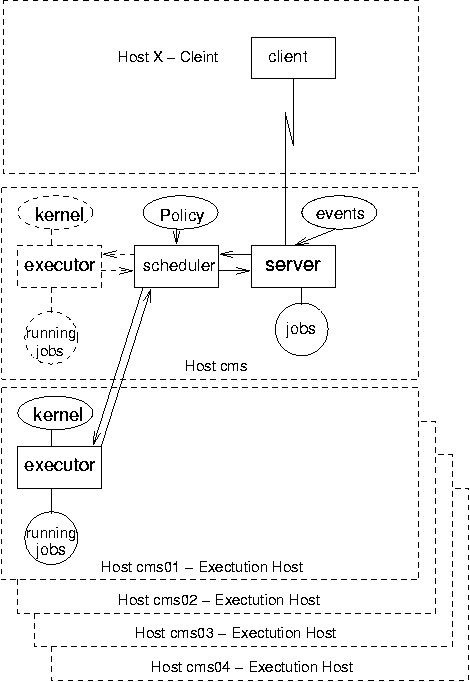 Host X – Cleint
client
kernel
Policy
events
executor
scheduler
server
running
jobs
jobs
Host cms
kernel
executor
running
jobs
Host cms01 – Exectution Host
Host cms02 – Exectution Host
Host cms03 – Exectution Host
Host cms04 – Exectution Host